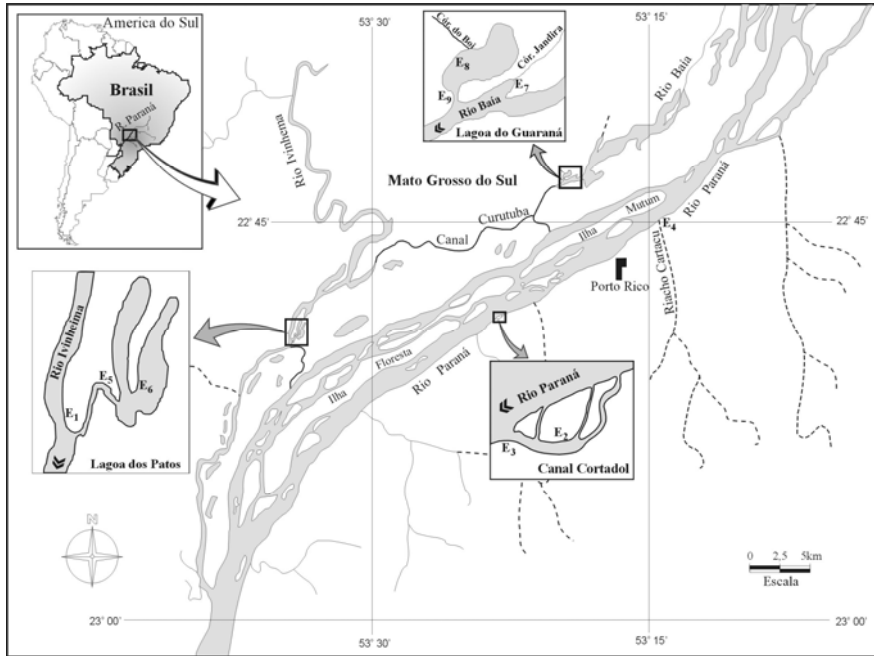 America do Sul
Brasil
R. Paraná
53° 30'
53° 15'
Cór. do Boi
Cór. Jandira
E8
E7
E9
Rio Baía
Lagoa do Guaraná
Rio Baía
Rio Ivinhema
Mato Grosso do Sul
22° 45'
22° 45'
Canal Curutuba
Ilha Mutum
Rio Paraná
E4
Riacho Cartacu
Porto Rico
Rio Ivinheima
E5
E6
E1
Lagoa dos Patos
Ilha Floresta
Rio Paraná
Rio Paraná
E2
E3
Canal Cortadol
N
0 2,5 5km
Escala
23° 00'
23° 00'
53° 30'
53° 15'